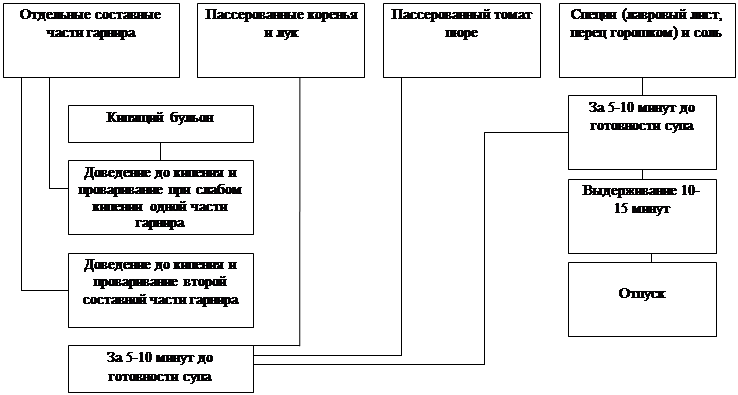 Отдельные составные
части гарнира
Пассерованные коренья
и лук
Пассерованный томат
пюре
Специи (лавровый лист,
перец горошком) и соль
Кипящий бульон
Доведение до кипения и
проваривание при слабом
кипении одной части
гарнира
Доведение до кипения и
проваривание второй
составной части гарнира
За 5-10 минут до
готовности супа
За 5-10 минут до
готовности супа
Выдерживание 10-
15 минут
Отпуск